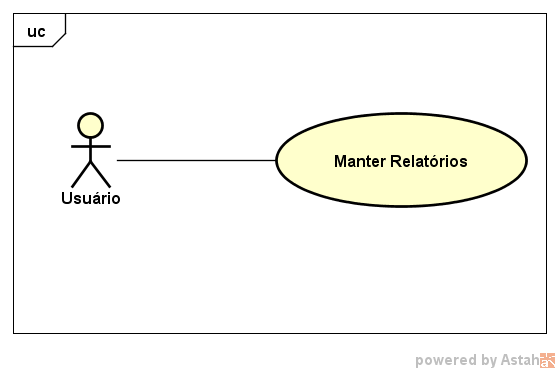 uc
Manter Relatórios
Usuário
powered by Astah